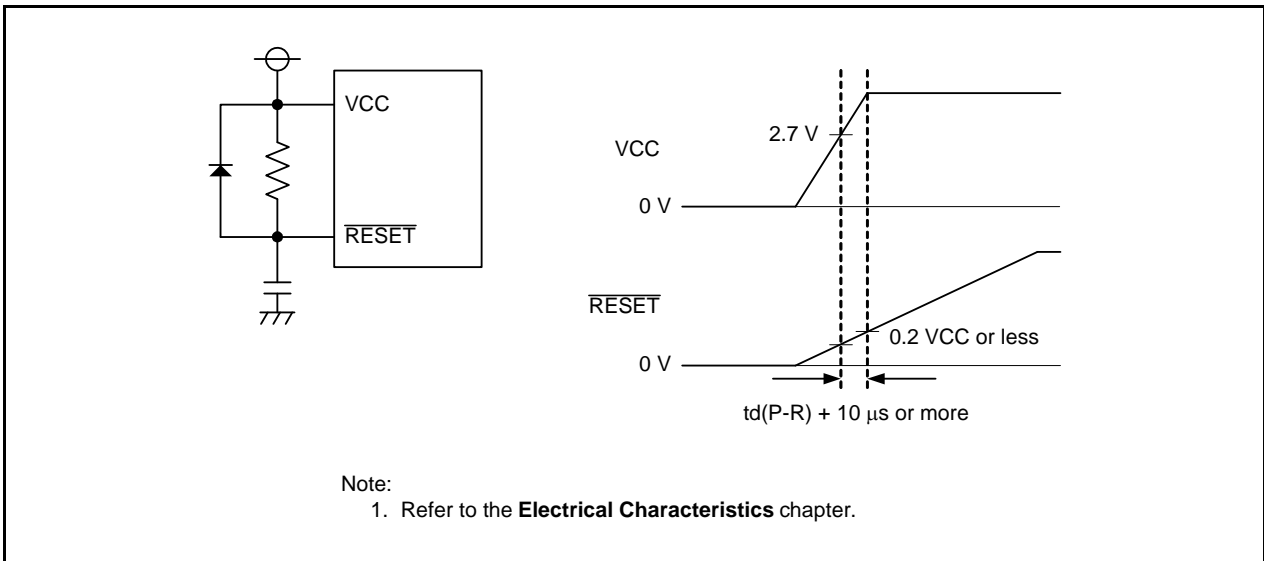 VCC
RESET
VCC
2.7 V
0 V
RESET
0.2 VCC or less
0 V
td(P-R) + 10 μs or more
Note:
1. Refer to the Electrical Characteristics chapter.